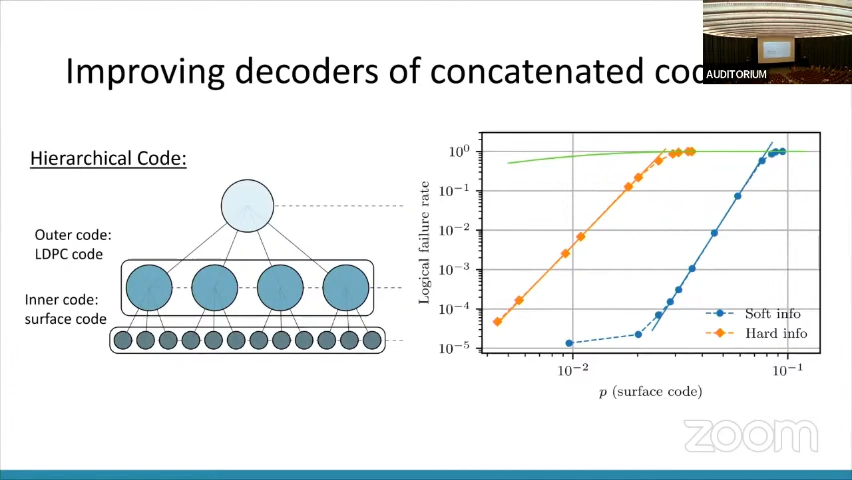 Improving decoders of concatenated
AUDITORIUM
Hierarchical Code:
Outer code:
LDPC code
Inner code:
surface code
Logical failure rate
10⁰
10⁻¹
10⁻²
10⁻³
10⁻⁴
10⁻⁵
Soft info
Hard info
10⁻² 10⁻¹
p (surface code)
zoom